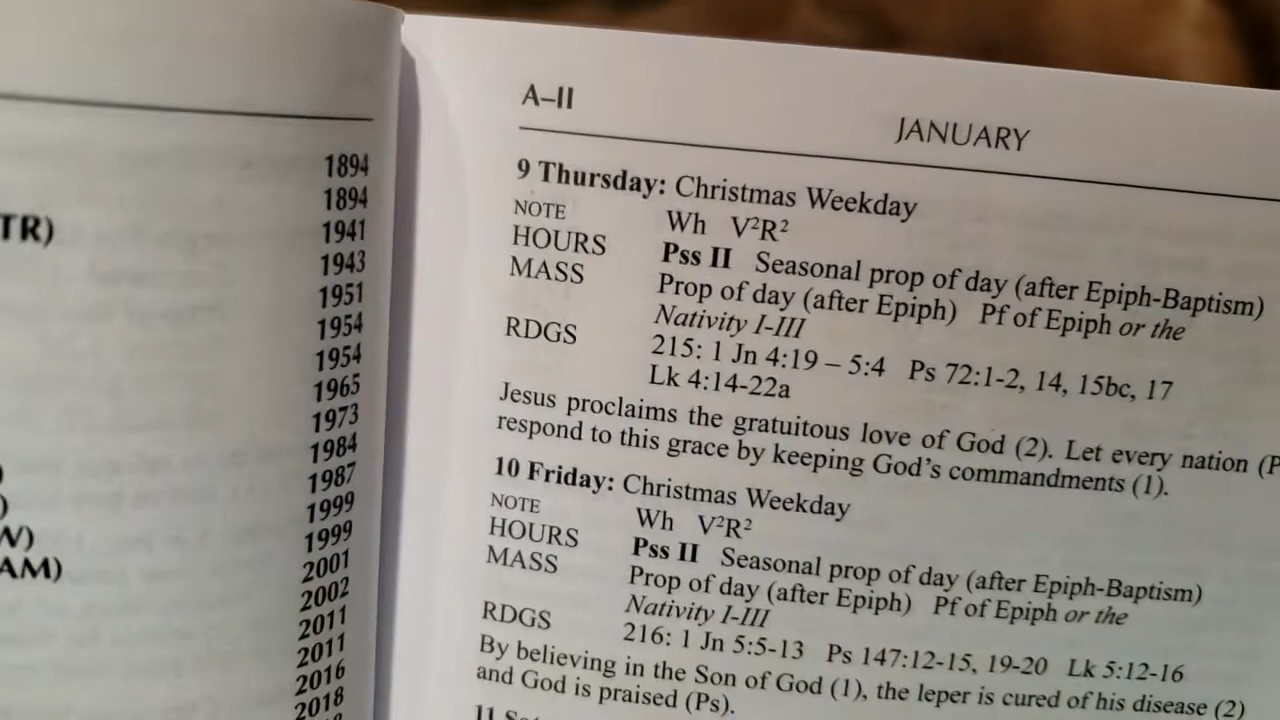 TR)
W)
AM)
1894
1894
1941
1943
1951
1954
1954
1965
1973
1984
1987
1999
1999
2001
2002
2011
2011
2016
2018
A–II
JANUARY
9 Thursday: Christmas Weekday
NOTE Wh V²R²
HOURS Pss II Seasonal prop of day (after Epiph-Baptism)
MASS Prop of day (after Epiph) Pf of Epiph or the
Nativity I-III
RDGS 215: 1 Jn 4:19 – 5:4 Ps 72:1-2, 14, 15bc, 17
Lk 4:14-22a
Jesus proclaims the gratuitous love of God (2). Let every nation (P
respond to this grace by keeping God’s commandments (1).
10 Friday: Christmas Weekday
NOTE Wh V²R²
HOURS Pss II Seasonal prop of day (after Epiph-Baptism)
MASS Prop of day (after Epiph) Pf of Epiph or the
Nativity I-III
RDGS 216: 1 Jn 5:5-13 Ps 147:12-15, 19-20 Lk 5:12-16
By believing in the Son of God (1), the leper is cured of his disease (2)
and God is praised (Ps).
11